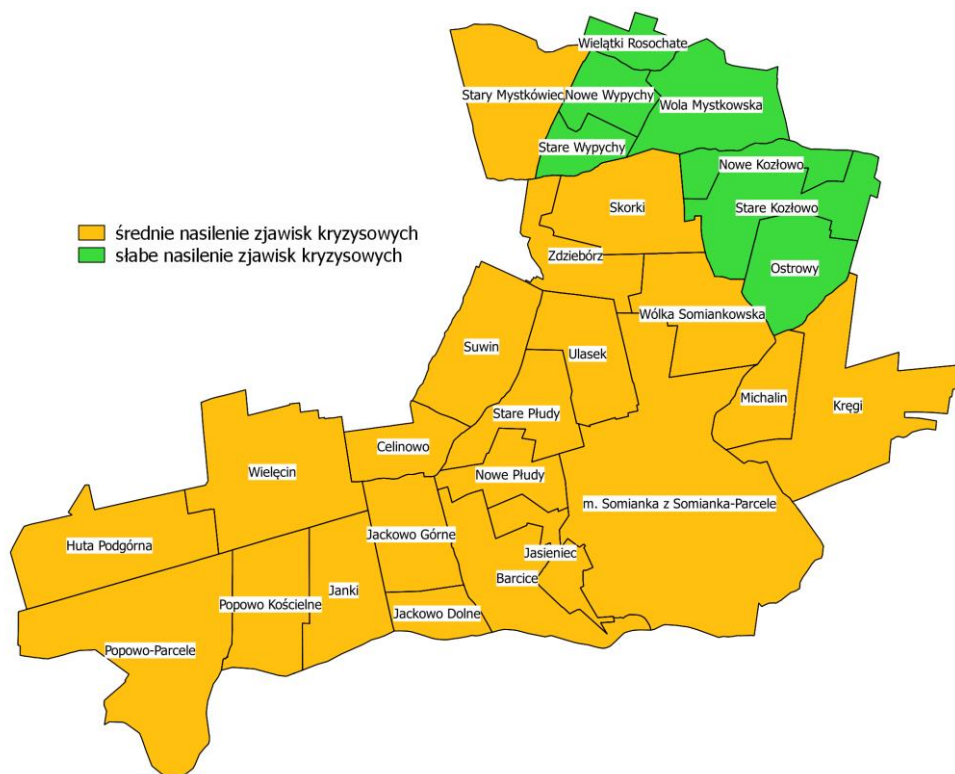 Wielątki Rosochate
Stary Mystkówiec
Nowe Wypychy
Wola Mystkowska
Stare Wypychy
Nowe Kozłowo
Skorki
Stare Kozłowo
średnie nasilenie zjawisk kryzysowych
słabe nasilenie zjawisk kryzysowych
Zdziebórz
Ostrowy
Wólka Somiankowska
Suwin
Ulasek
Michalin
Kręgi
Stare Płudy
Celinowo
Wielęcin
Nowe Płudy
m. Somianka z Somianka-Parcele
Jackowo Górne
Huta Podgórna
Jasieniec
Barcice
Janki
Popowo Kościelne
Jackowo Dolne
Popowo-Parcele